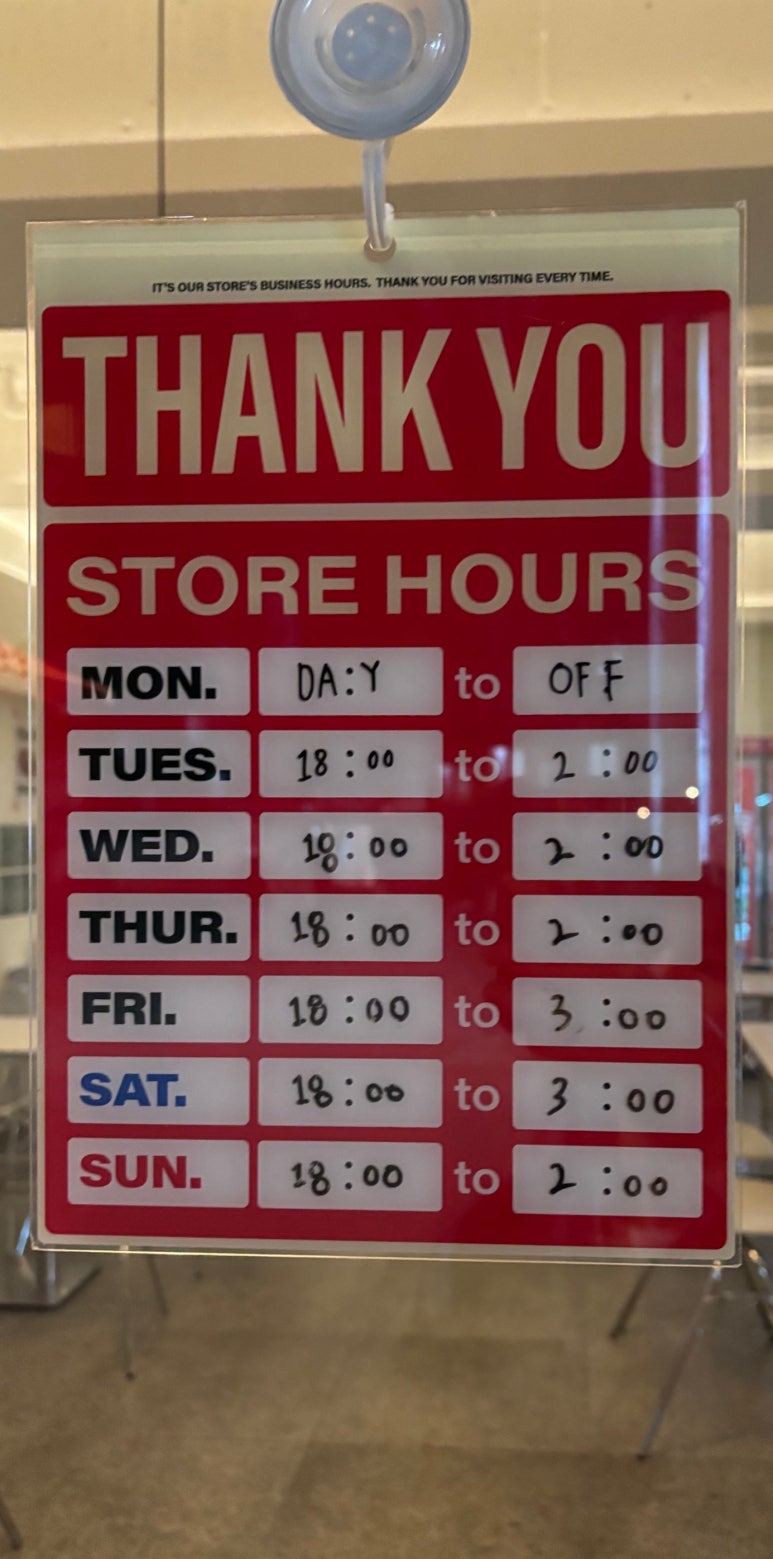 IT'S OUR STORE'S BUSINESS HOURS. THANK YOU FOR VISITING EVERY TIME.
THANK YOU
STORE HOURS
MON. DA:Y to OFF
TUES. 18:00 to 2:00
WED. 18:00 to 2:00
THUR. 18:00 to 2:00
FRI. 18:00 to 3:00
SAT. 18:00 to 3:00
SUN. 18:00 to 2:00